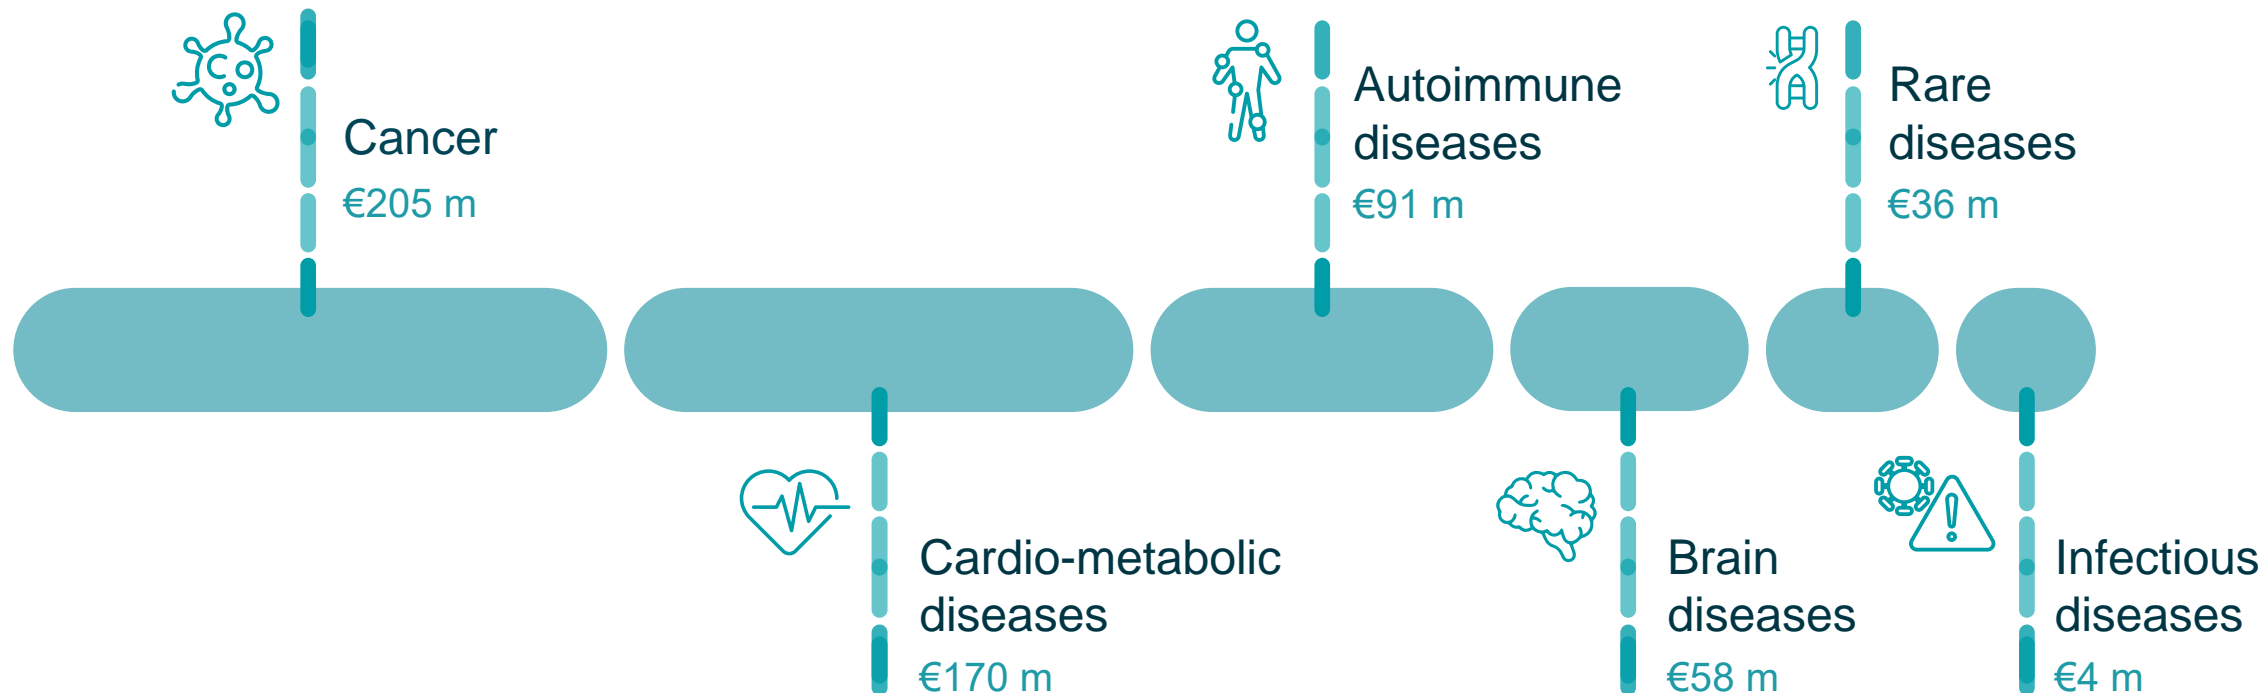 Cancer
€205 m
Cardio-metabolic
diseases
€170 m
Autoimmune
diseases
€91 m
Brain
diseases
€58 m
Rare
diseases
€36 m
Infectious
diseases
€4 m